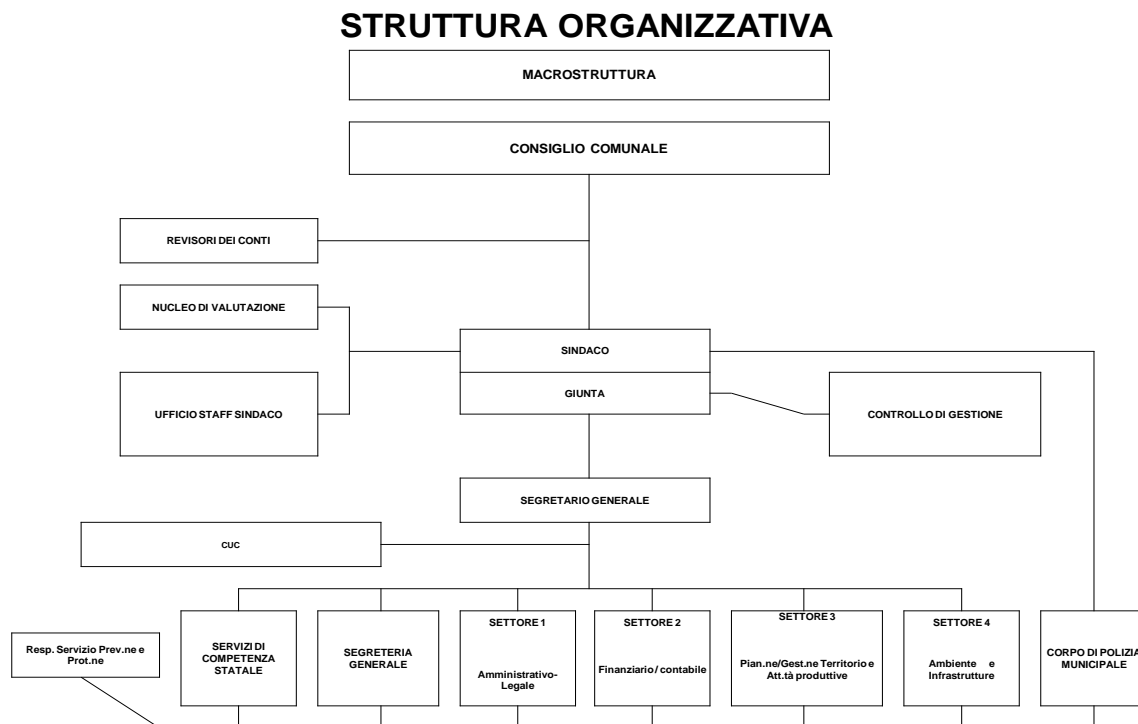 STRUTTURA ORGANIZZATIVA
MACROSTRUTTURA
CONSIGLIO COMUNALE
REVISORI DEI CONTI
NUCLEO DI VALUTAZIONE
SINDACO
UFFICIO STAFF SINDACO
GIUNTA
CONTROLLO DI GESTIONE
SEGRETARIO GENERALE
CUC
Resp. Servizio Prev.ne e
Prot.ne
SERVIZI DI
COMPETENZA
STATALE
SEGRETERIA
GENERALE
SETTORE 1
Amministrativo-
Legale
SETTORE 2
Finanziario / contabile
SETTORE 3
Pian.ne/Gest.ne Territorio e
Att.tà produttive
SETTORE 4
Ambiente e
Infrastrutture
CORPO DI POLIZIA
MUNICIPALE